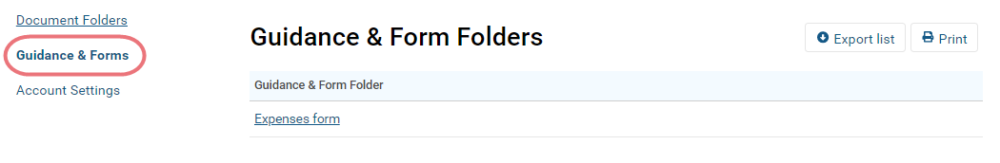 Document Folders
Guidance & Forms
Account Settings
Guidance & Form Folders
Export list
Print
Guidance & Form Folder
Expenses form